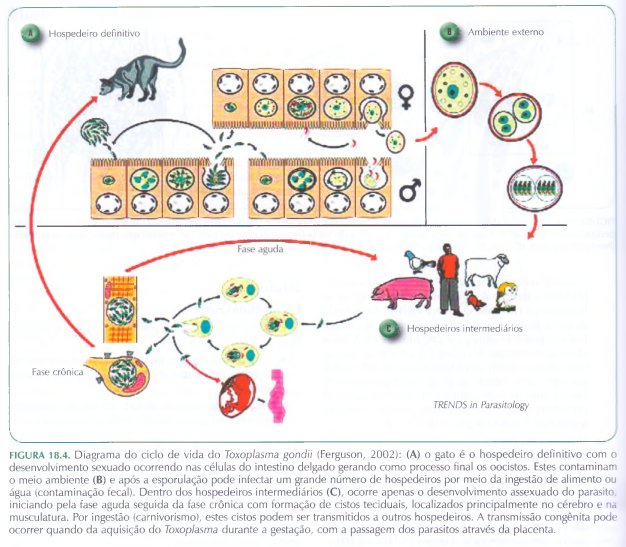 A Hospedeiro definitivo
B Ambiente externo
Fase aguda
Fase crônica
C Hospedeiros intermediários
TRENDS in Parasitology
FIGURA 18.4. Diagrama do ciclo de vida do Toxoplasma gondii (Ferguson, 2002): (A) o gato é o hospedeiro definitivo com o
desenvolvimento sexuado ocorrendo nas células do intestino delgado gerando como processo final os oocistos. Estes contaminam
o meio ambiente (B) e após a esporulação pode infectar um grande número de hospedeiros por meio da ingestão de alimento ou
água (contaminação fecal). Dentro dos hospedeiros intermediários (C), ocorre apenas o desenvolvimento assexuado do parasito,
iniciando pela fase aguda seguida da fase crônica com formação de cistos teciduais, localizados principalmente no cérebro e na
musculatura. Por ingestão (carnivorismo), estes cistos podem ser transmitidos a outros hospedeiros. A transmissão congênita pode
ocorrer quando da aquisição do Toxoplasma durante a gestação, com a passagem dos parasitos através da placenta.